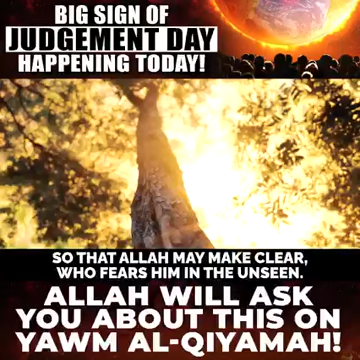 BIG SIGN OF
JUDGEMENT DAY
HAPPENING TODAY!
SO THAT ALLAH MAY MAKE CLEAR,
WHO FEARS HIM IN THE UNSEEN.
ALLAH WILL ASK
YOU ABOUT THIS ON
YAWM AL-QIYAMAH!